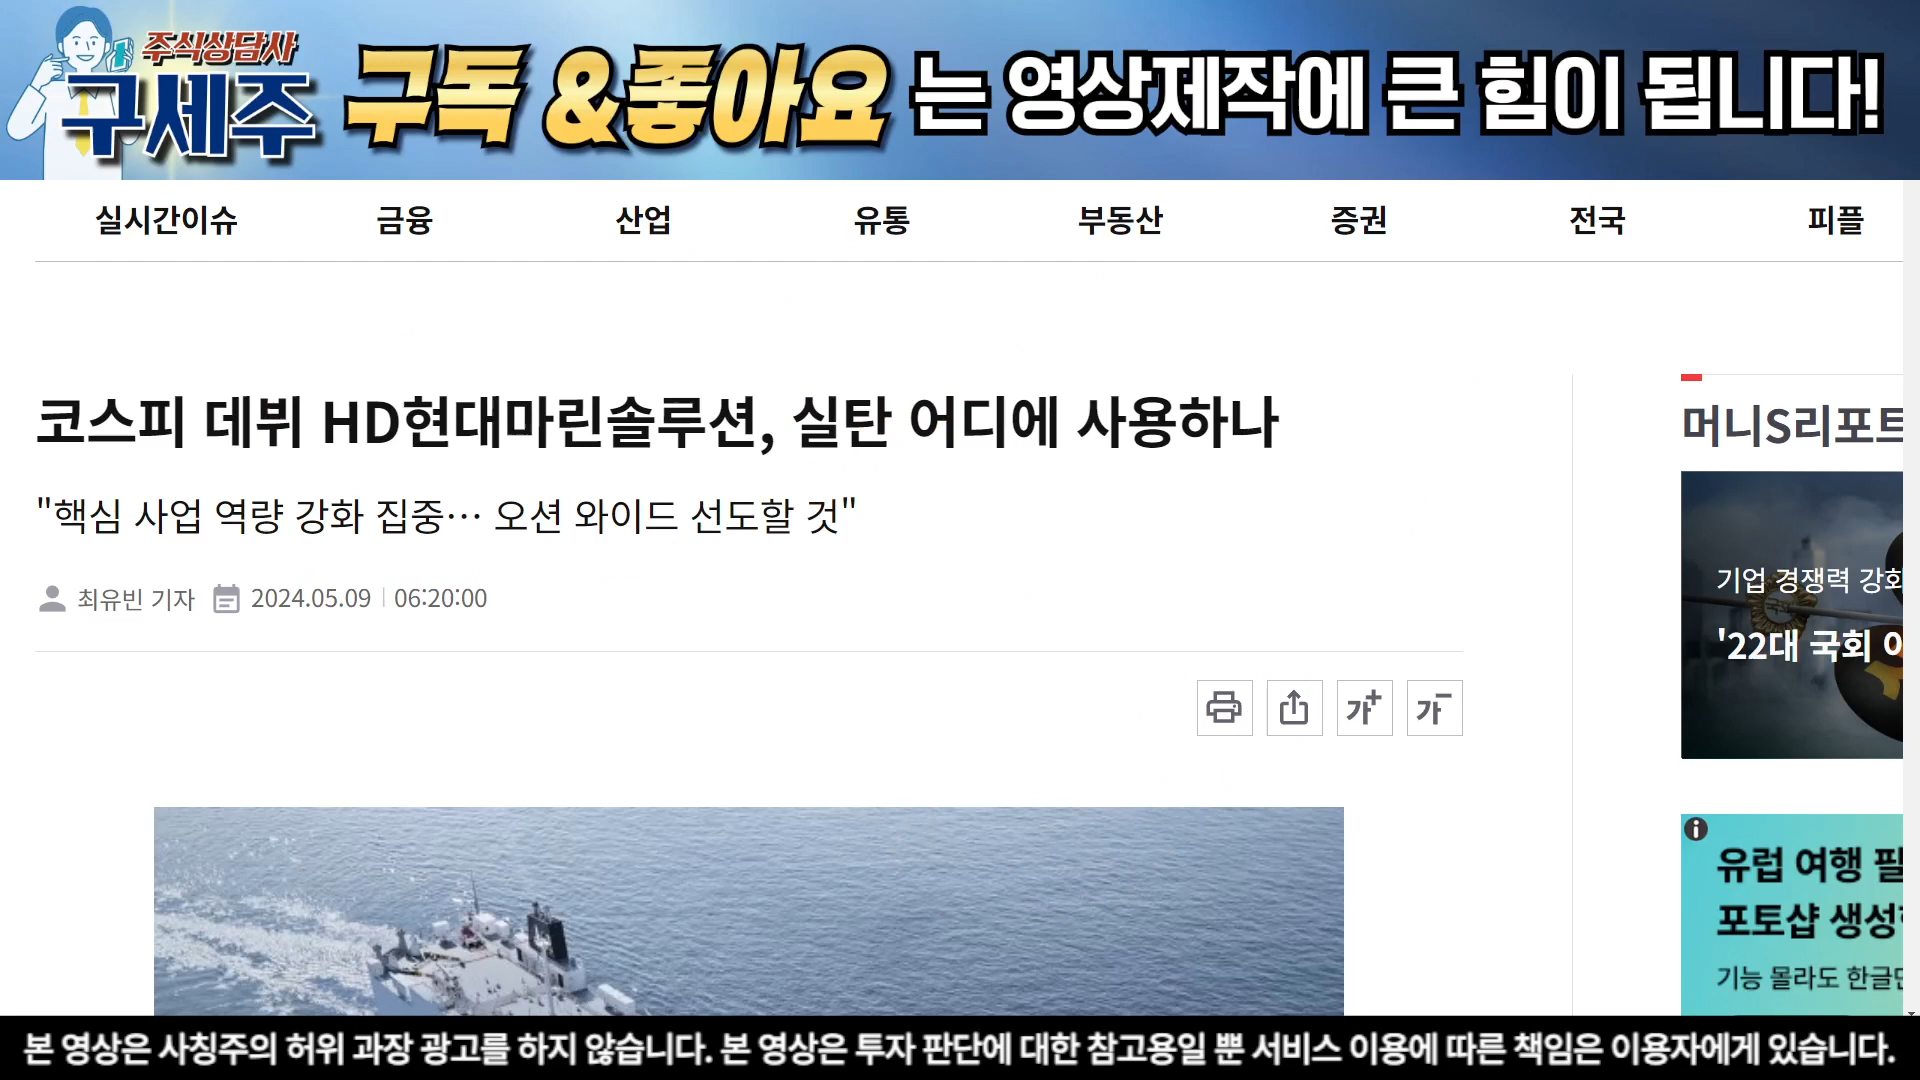 주식상담사
구세주
구독 &좋아요는 영상제작에 큰 힘이 됩니다!
실시간이슈 금융 산업 유통 부동산 증권 전국 피플
코스피 데뷔 HD현대마린솔루션, 실탄 어디에 사용하나
"핵심 사업 역량 강화 집중… 오션 와이드 선도할 것"
최유빈 기자 2024.05.09 06:20:00
가+ 가-
머니S리포트
기업 경쟁력 강화
'22대 국회
유럽 여행 필
포토샵 생성
기능 몰라도 한글
본 영상은 사칭주의 허위 과장 광고를 하지 않습니다. 본 영상은 투자 판단에 대한 참고용일 뿐 서비스 이용에 따른 책임은 이용자에게 있습니다.